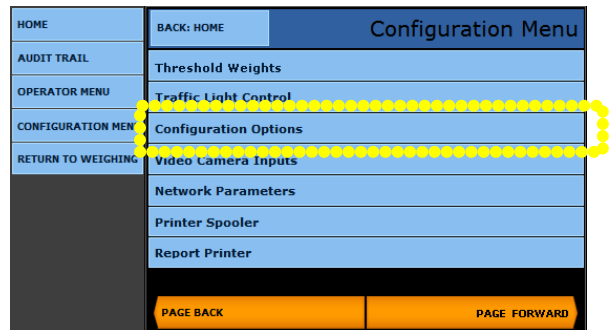 HOME
AUDIT TRAIL
OPERATOR MENU
CONFIGURATION MEN
RETURN TO WEIGHING
BACK: HOME
Configuration Menu
Threshold Weights
Traffic Light Control
Configuration Options
Video Camera Inputs
Network Parameters
Printer Spooler
Report Printer
PAGE BACK
PAGE FORWARD